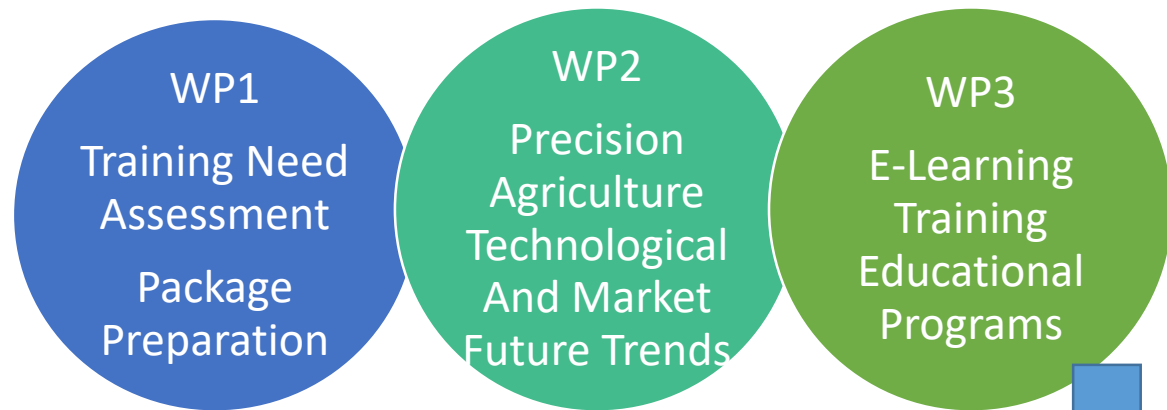 WP1
Training Need
Assessment
Package
Preparation
WP2
Precision
Agriculture
Technological
And Market
Future Trends
WP3
E-Learning
Training
Educational
Programs